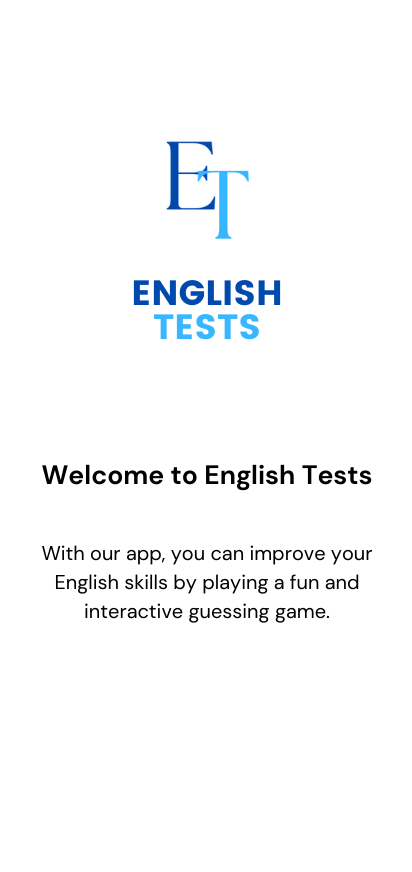 ET
ENGLISH
TESTS
Welcome to English Tests
With our app, you can improve your
English skills by playing a fun and
interactive guessing game.